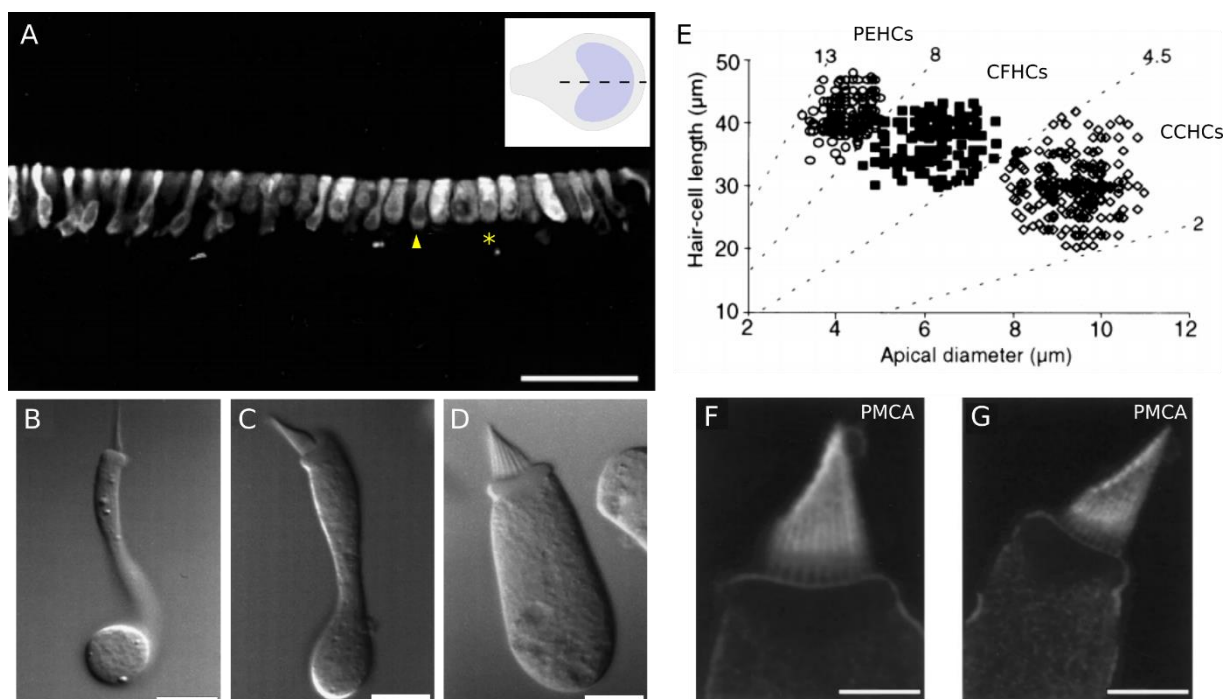 A
E
PEHCs
13
8
CFHCs
4.5
CCHCs
50
40
30
20
10
2
Hair-cell length (μm)
2 4 6 8 10 12
Apical diameter (μm)
*
B
C
D
F
PMCA
G
PMCA